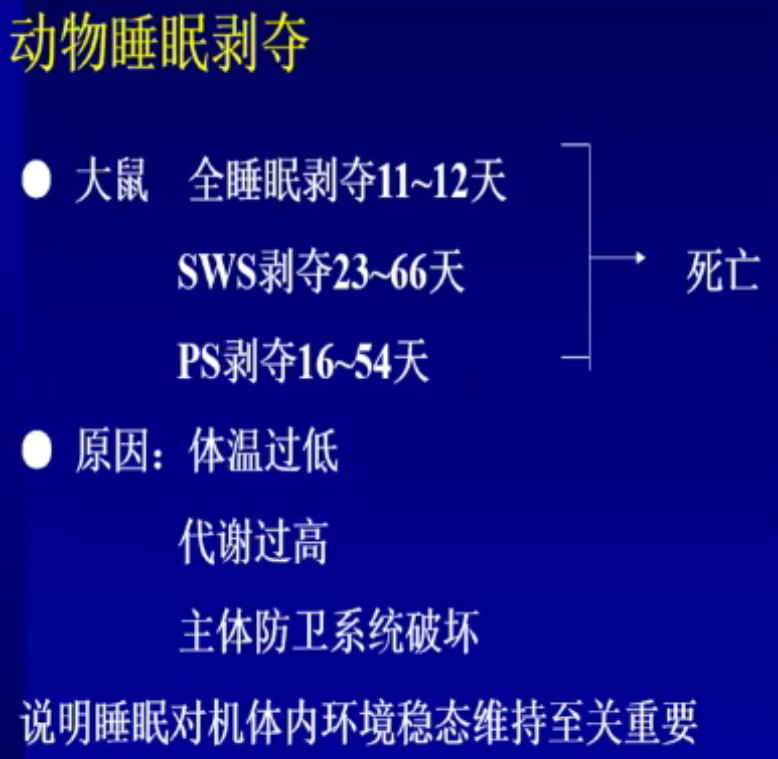 动物睡眠剥夺
大鼠 全睡眠剥夺11~12天
SWS剥夺23~66天
死亡
PS剥夺16~54天
原因：体温过低
代谢过高
主体防卫系统破坏
说明睡眠对机体内环境稳态维持至关重要